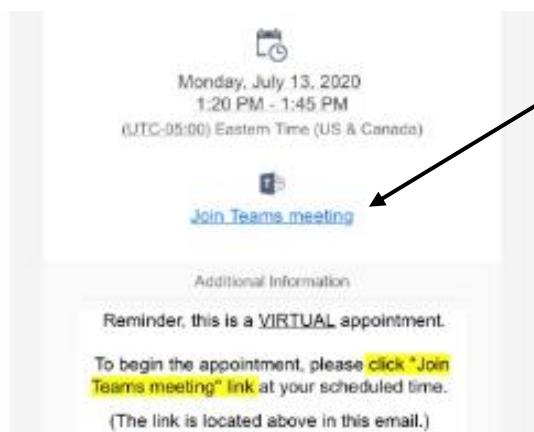 Monday, July 13, 2020
1:20 PM - 1:45 PM
(UTC-05:00) Eastern Time (US & Canada)
Join Teams meeting
Additional Information
Reminder, this is a VIRTUAL appointment.
To begin the appointment, please click "Join
Teams meeting" link at your scheduled time.
(The link is located above in this email.)